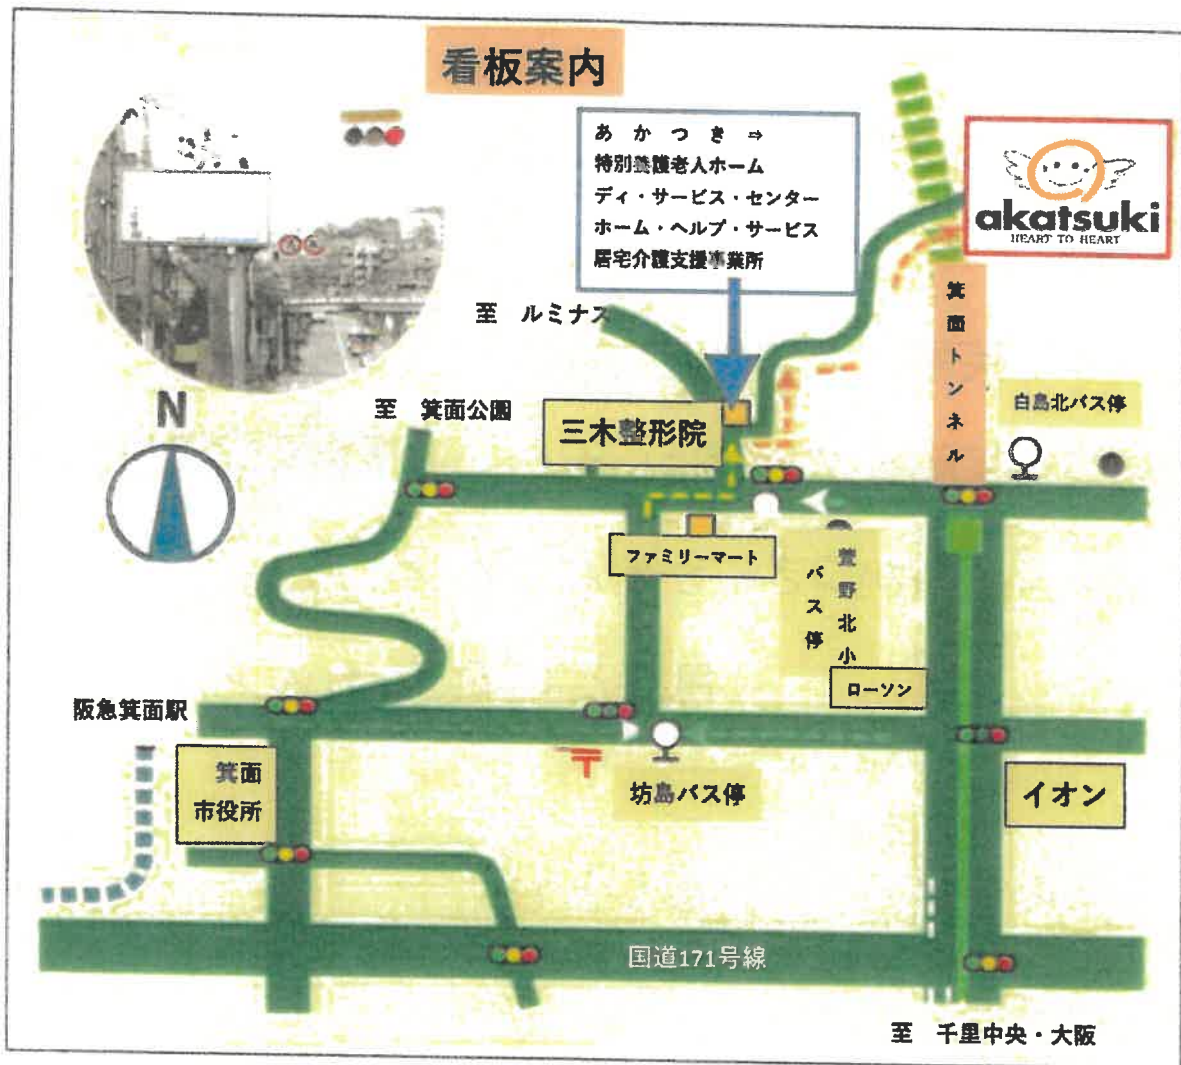 看板案内
あかつき⇒
特別養護老人ホーム
ディ・サービス・センター
ホーム・ヘルプ・サービス
居宅介護支援事業所
akatsuki
HEART TO HEART
至 ルミナス
箕面トンネル
N
至 箕面公園
三木整形院
白島北バス停
ファミリーマート
萱野北小
バス停
ローソン
阪急箕面駅
箕面
市役所
〒
坊島バス停
イオン
国道171号線
至 千里中央・大阪